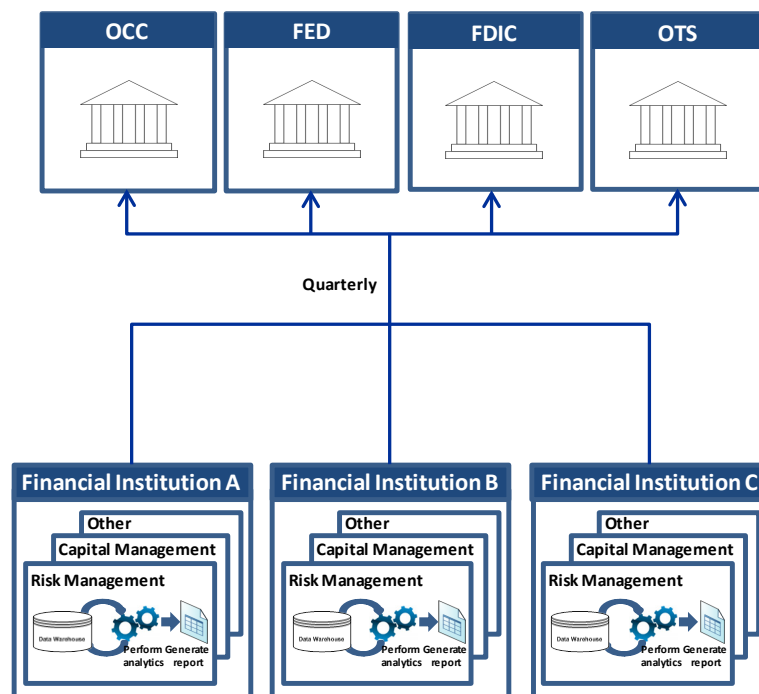 OCC
FED
FDIC
OTS
Quarterly
Financial Institution A
Other
Capital Management
Risk Management
Data Warehouse
Perform Generate
analytics report
Financial Institution B
Other
Capital Management
Risk Management
Data Warehouse
Perform Generate
analytics report
Financial Institution C
Other
Capital Management
Risk Management
Data Warehouse
Perform Generate
analytics report